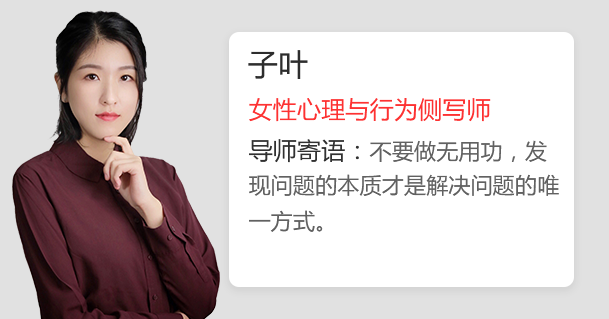 子叶
女性心理与行为侧写师
导师寄语：不要做无用功，发
现问题的本质才是解决问题的唯
一方式。